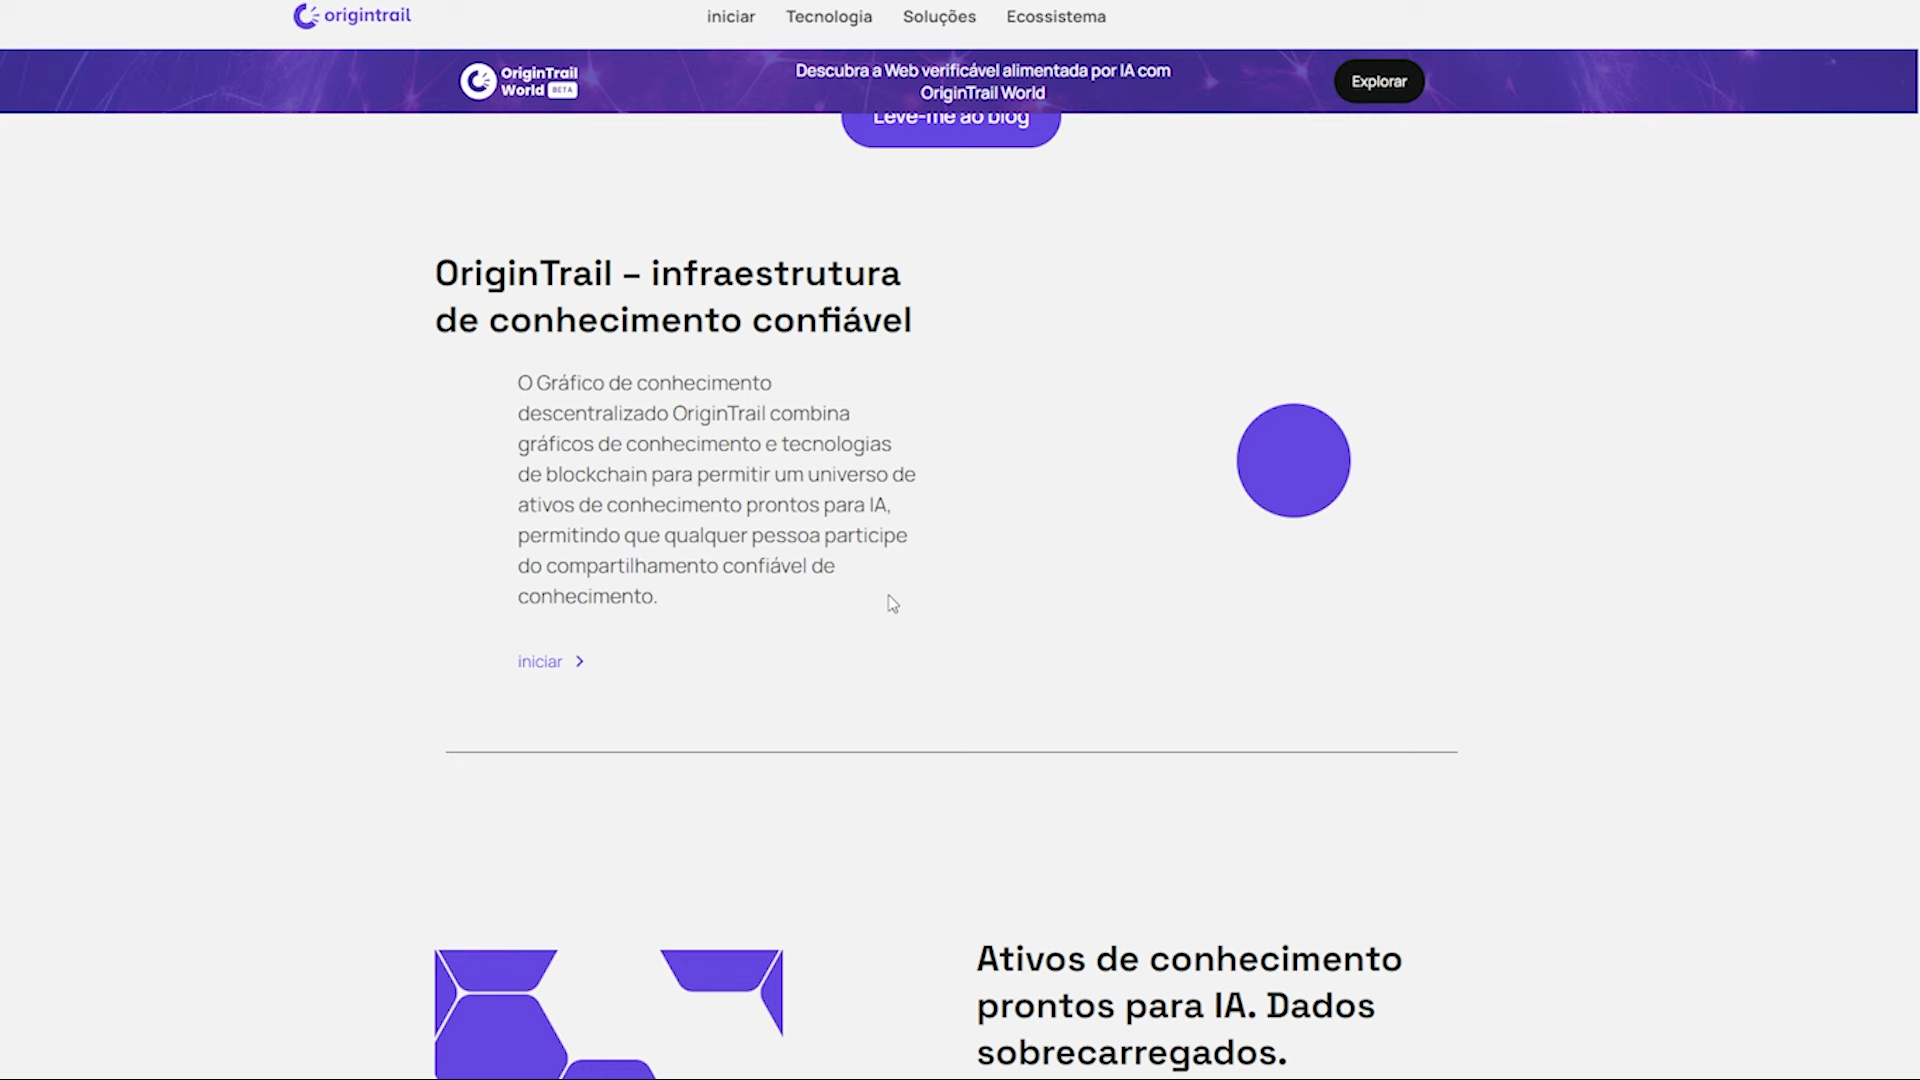 origintrail
iniciar Tecnologia Soluções Ecossistema
OriginTrail
World BETA
Descubra a Web verificável alimentada por IA com
OriginTrail World
Explorar
Leve-me ao blog
OriginTrail – infraestrutura
de conhecimento confiável
O Gráfico de conhecimento
descentralizado OriginTrail combina
gráficos de conhecimento e tecnologias
de blockchain para permitir um universo de
ativos de conhecimento prontos para IA,
permitindo que qualquer pessoa participe
do compartilhamento confiável de
conhecimento.
iniciar
Ativos de conhecimento
prontos para IA. Dados
sobrecarregados.